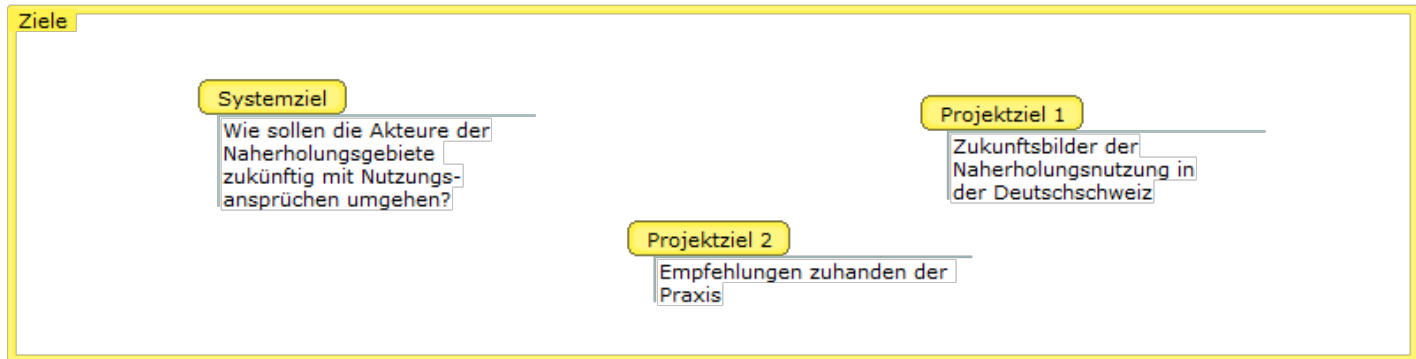 Ziele
Systemziel
Wie sollen die Akteure der
Naherholungsgebiete
zukünftig mit Nutzungs-
ansprüchen umgehen?
Projektziel 1
Zukunftsbilder der
Naherholungsnutzung in
der Deutschschweiz
Projektziel 2
Empfehlungen zuhanden der
Praxis